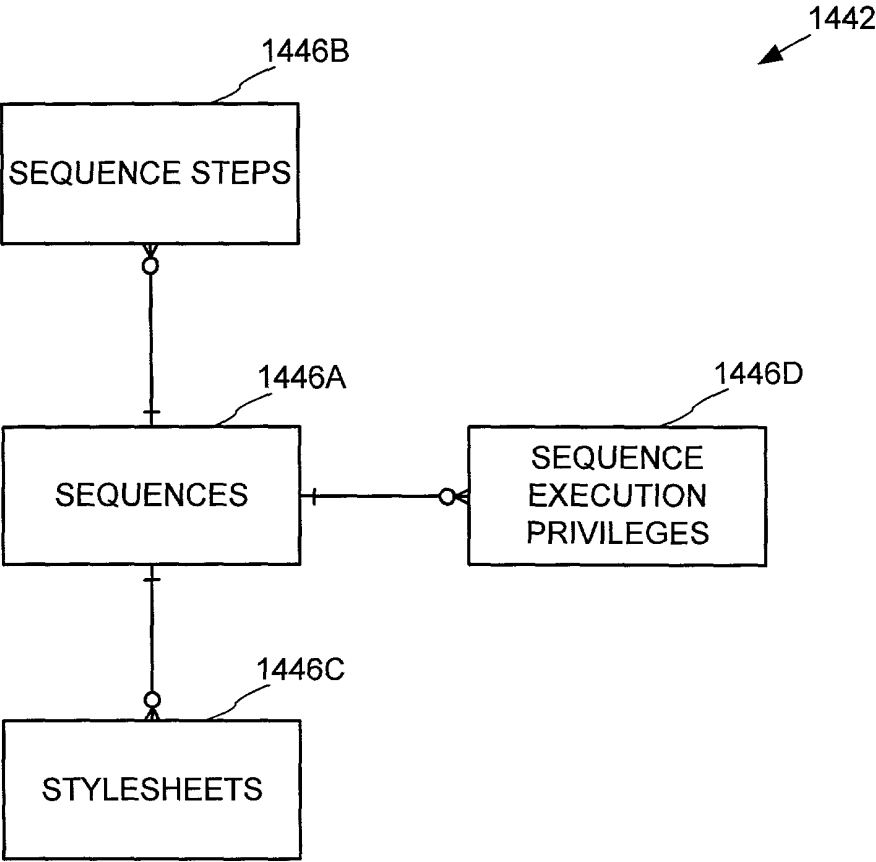 1442
1446B
SEQUENCE STEPS
1446A
SEQUENCES
1446D
SEQUENCE
EXECUTION
PRIVILEGES
1446C
STYLESHEETS